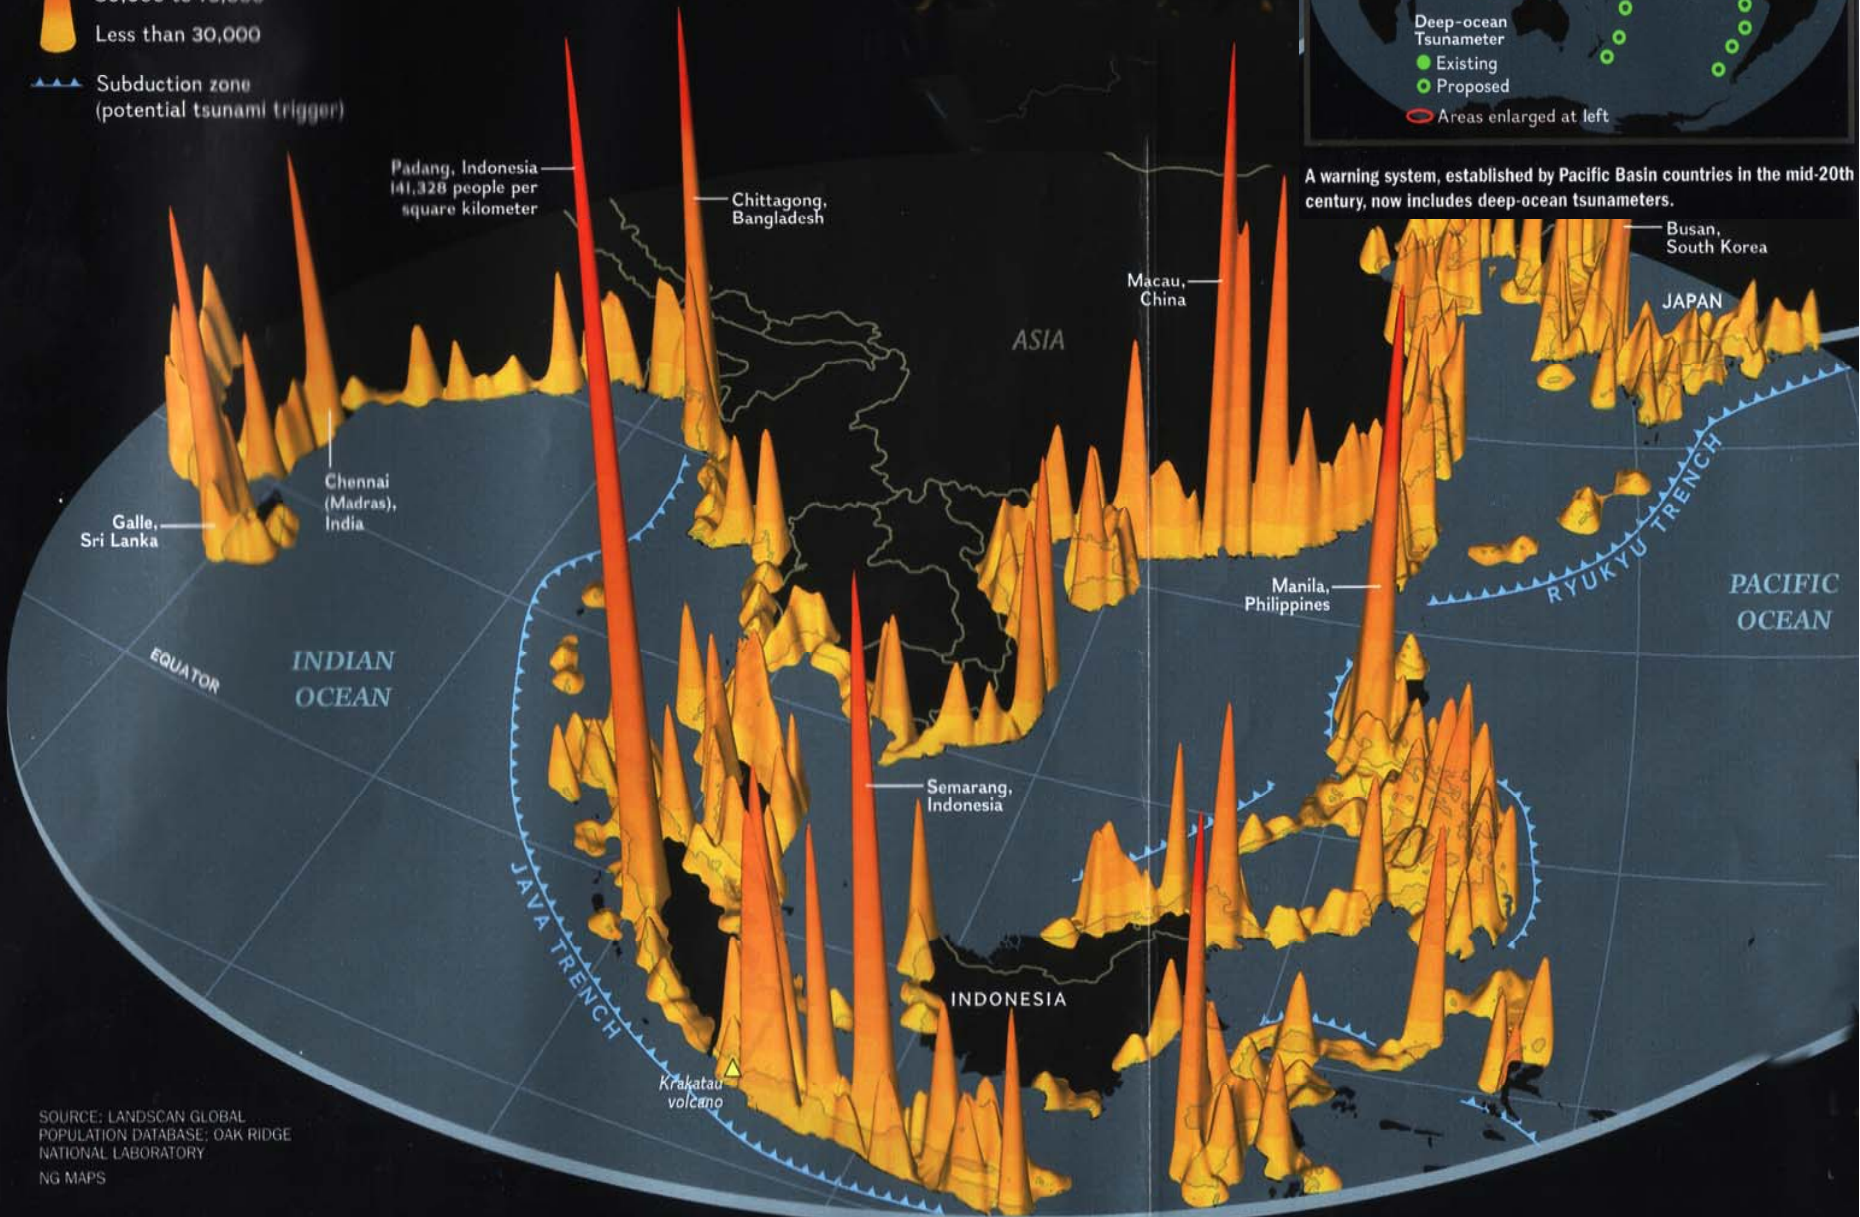 Less than 30,000
Subduction zone
(potential tsunami trigger)
Deep-ocean
Tsunameter
Existing
Proposed
Areas enlarged at left
A warning system, established by Pacific Basin countries in the mid-20th
century, now includes deep-ocean tsunameters.
Padang, Indonesia
141,328 people per
square kilometer
Chittagong,
Bangladesh
Macau,
China
Busan,
South Korea
JAPAN
ASIA
Chennai
(Madras),
India
Galle,
Sri Lanka
Manila,
Philippines
RYUKYU TRENCH
PACIFIC
OCEAN
EQUATOR
INDIAN
OCEAN
Semarang,
Indonesia
JAVA TRENCH
INDONESIA
Krakatau
volcano
SOURCE: LANDSCAN GLOBAL
POPULATION DATABASE; OAK RIDGE
NATIONAL LABORATORY
NG MAPS